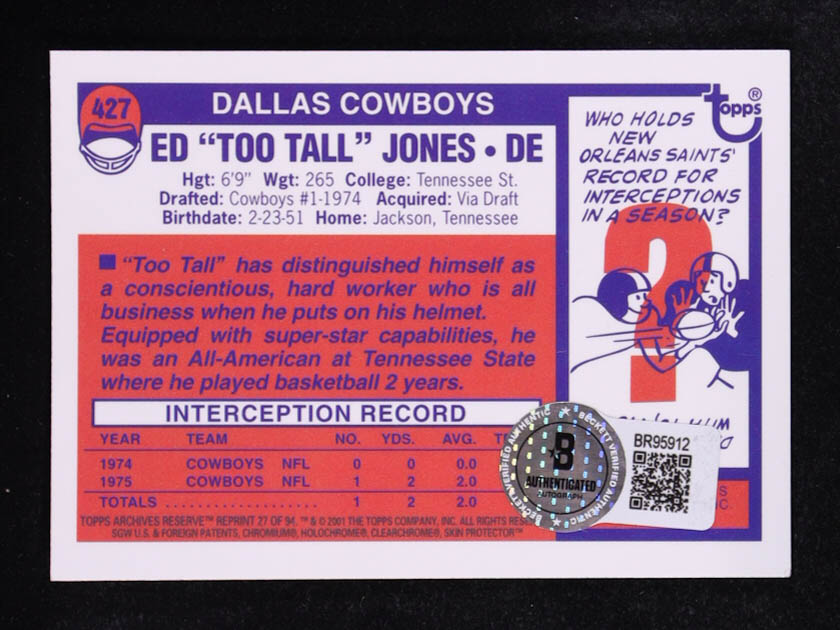 427
DALLAS COWBOYS
ED “TOO TALL” JONES • DE
Hgt: 6'9" Wgt: 265 College: Tennessee St.
Drafted: Cowboys #1-1974 Acquired: Via Draft
Birthdate: 2-23-51 Home: Jackson, Tennessee
“Too Tall” has distinguished himself as
a conscientious, hard worker who is all
business when he puts on his helmet.
Equipped with super-star capabilities, he
was an All-American at Tennessee State
where he played basketball 2 years.
INTERCEPTION RECORD
YEAR TEAM NO. YDS. AVG.
1974 COWBOYS NFL 0 0 0.0
1975 COWBOYS NFL 1 2 2.0
TOTALS 1 2 2.0
TOPPS ARCHIVES RESERVE™ REPRINT 27 OF 94, ™ & © 2001 THE TOPPS COMPANY, INC. ALL RIGHTS
SGW U.S. & FOREIGN PATENTS, CHROMIUM®, HOLOCHROME®, CLEARCHROME®, SKIN PROTECTOR™
topps®
WHO HOLDS
NEW
ORLEANS SAINTS'
RECORD FOR
INTERCEPTIONS
IN A SEASON?
?
BECKETT VERIFIED AUTHENTIC
B
AUTHENTICATED
AUTOGRAPH
BR95912